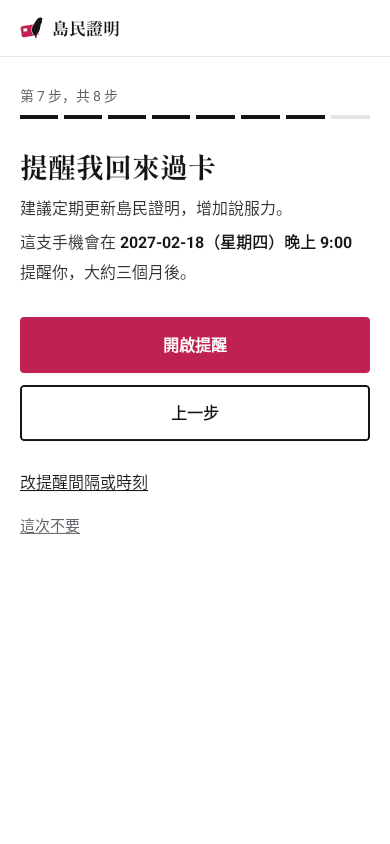 島民證明
第 7 步，共 8 步
提醒我回來過卡
建議定期更新島民證明，增加說服力。
這支手機會在 2027-02-18（星期四）晚上 9:00
提醒你，大約三個月後。
開啟提醒
上一步
改提醒間隔或時刻
這次不要